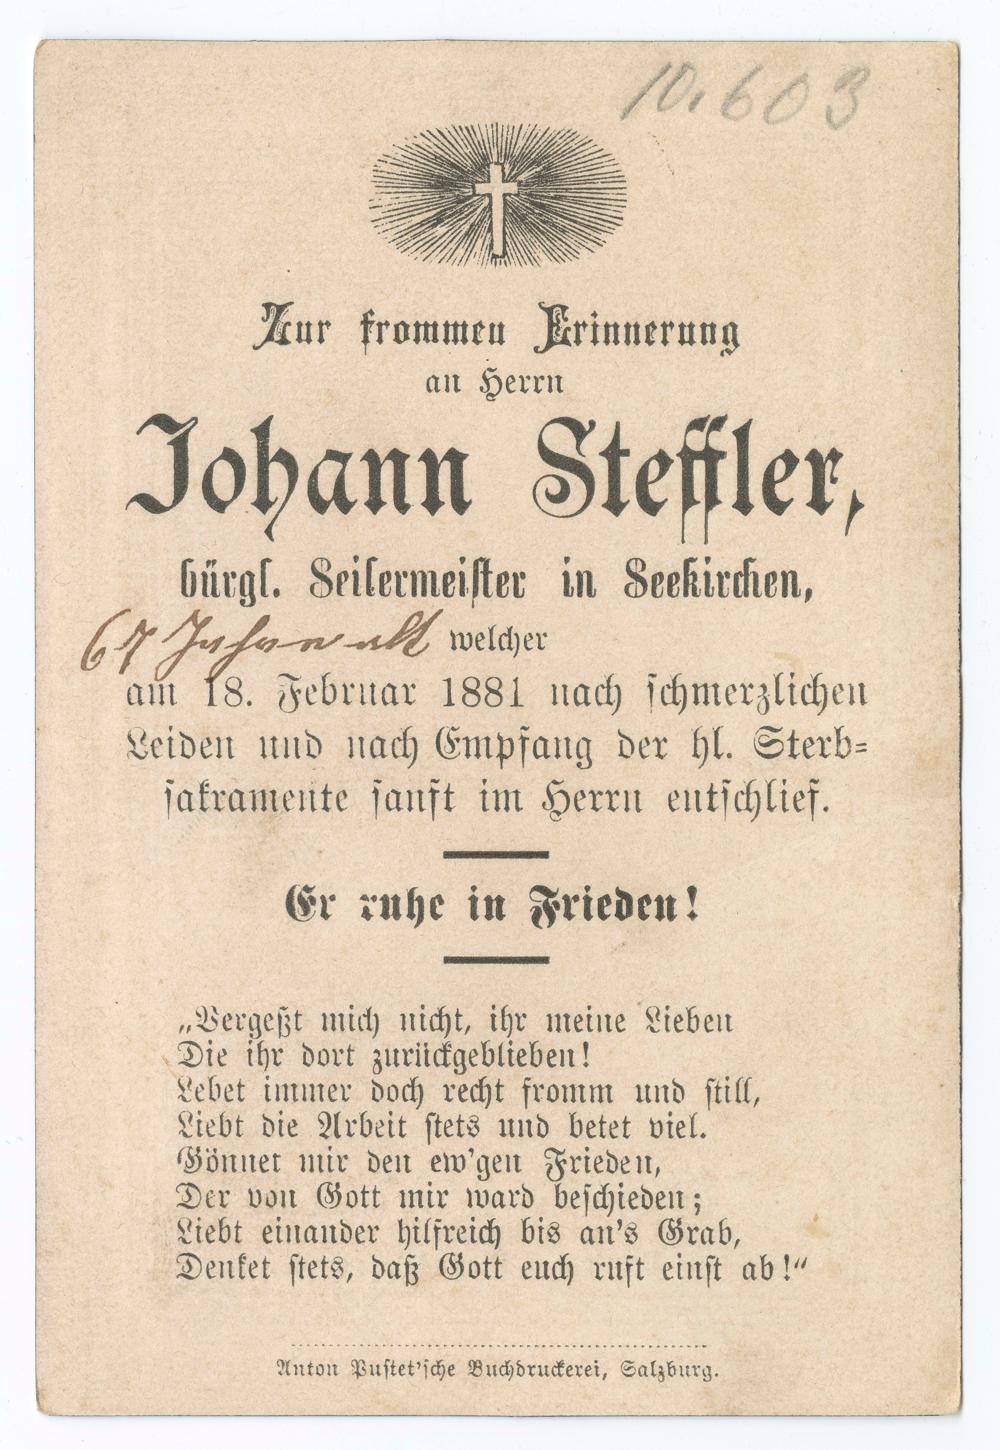 10.603
Zur frommen Erinnerung
an Herrn
Johann Steffler,
bürgl. Seilermeister in Seekirchen,
67 Jahre alt welcher
am 18. Februar 1881 nach schmerzlichen
Leiden und nach Empfang der hl. Sterb=
sakramente sanft im Herrn entschlief.
Er ruhe in Frieden!
„Vergeßt mich nicht, ihr meine Lieben
Die ihr dort zurückgeblieben!
Lebet immer doch recht fromm und still,
Liebt die Arbeit stets und betet viel.
Gönnet mir den ew'gen Frieden,
Der von Gott mir ward beschieden;
Liebt einander hilfreich bis an's Grab,
Denket stets, daß Gott euch ruft einst ab!“
Anton Pustet'sche Buchdruckerei, Salzburg.